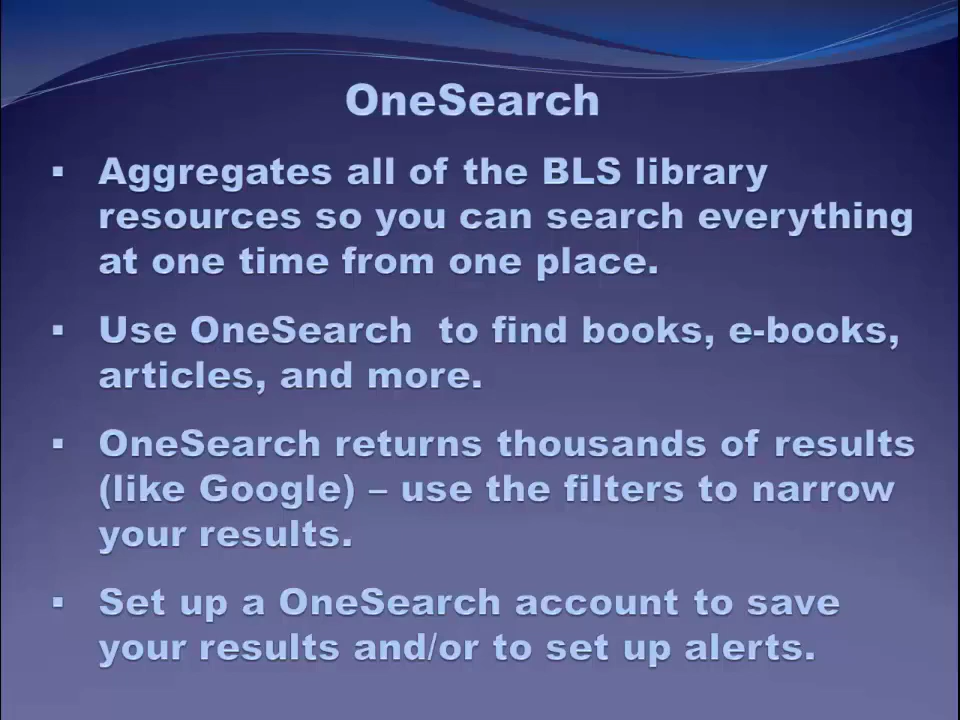 OneSearch
▪ Aggregates all of the BLS library
resources so you can search everything
at one time from one place.
▪ Use OneSearch  to find books, e-books,
articles, and more.
▪ OneSearch returns thousands of results
(like Google) – use the filters to narrow
your results.
▪ Set up a OneSearch account to save
your results and/or to set up alerts.